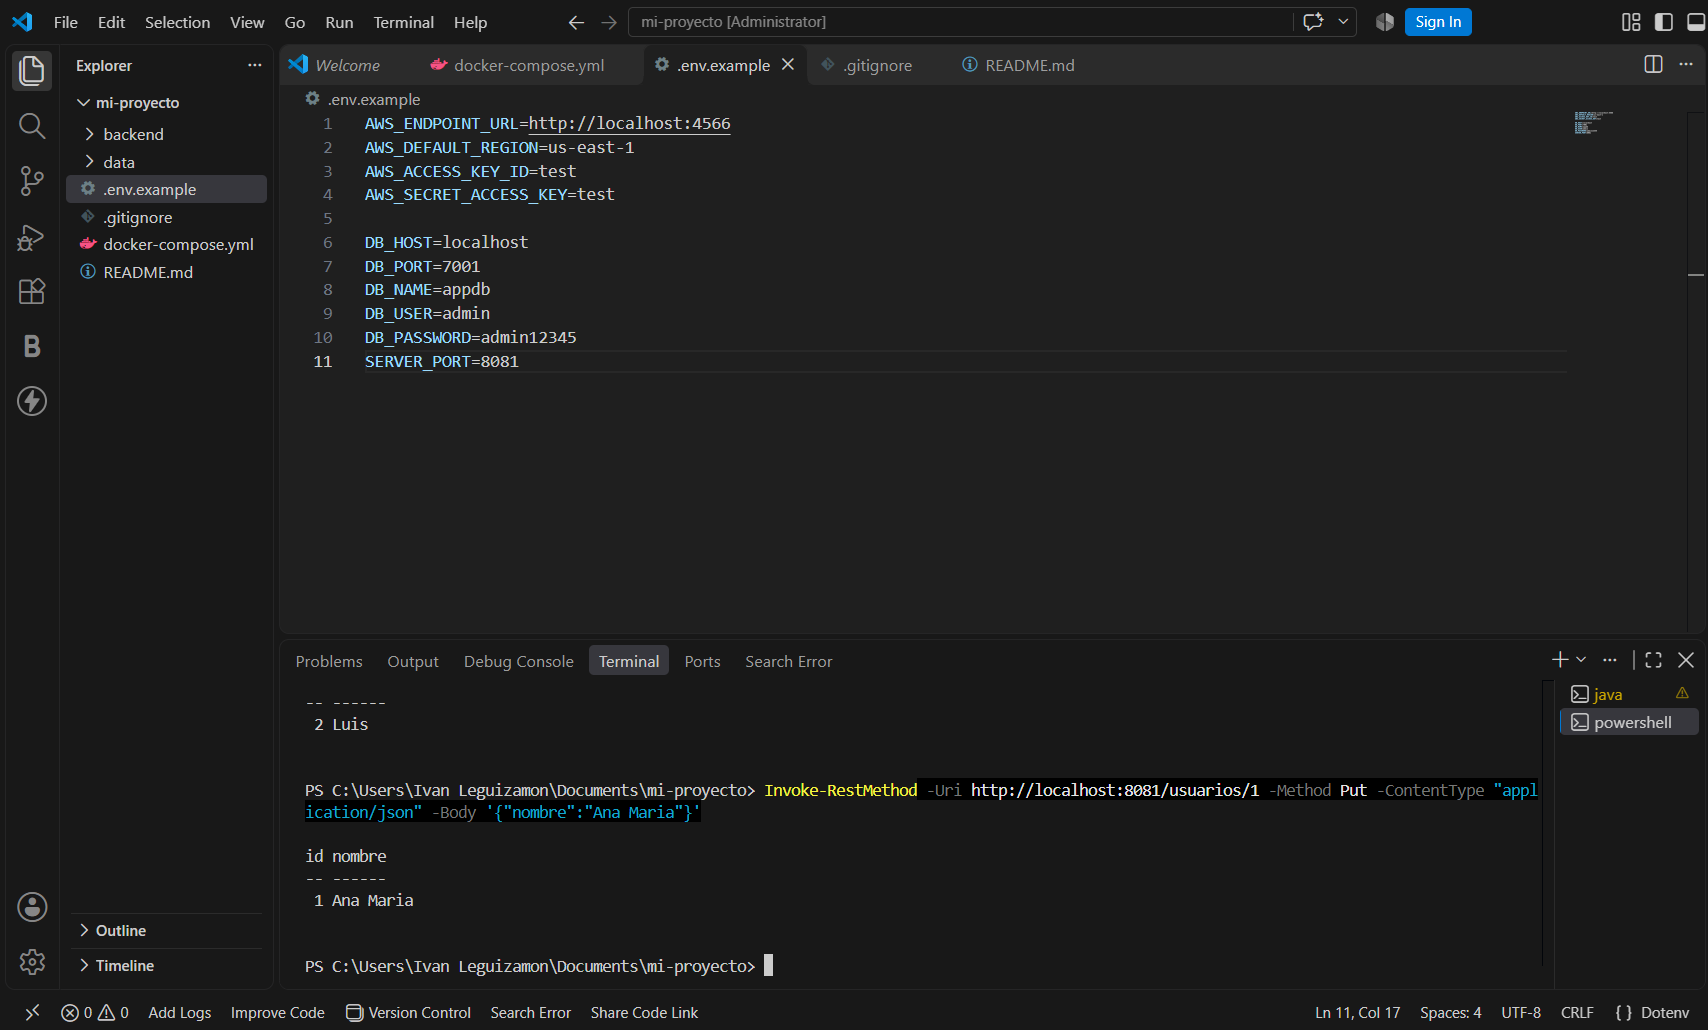 File Edit Selection View Go Run Terminal Help
mi-proyecto [Administrator]
Sign In
Explorer
Welcome
docker-compose.yml
.env.example
.gitignore
README.md
mi-proyecto
backend
data
.env.example
.gitignore
docker-compose.yml
README.md
Outline
Timeline
.env.example
1 AWS_ENDPOINT_URL=http://localhost:4566
2 AWS_DEFAULT_REGION=us-east-1
3 AWS_ACCESS_KEY_ID=test
4 AWS_SECRET_ACCESS_KEY=test
5
6 DB_HOST=localhost
7 DB_PORT=7001
8 DB_NAME=appdb
9 DB_USER=admin
10 DB_PASSWORD=admin12345
11 SERVER_PORT=8081
Problems Output Debug Console Terminal Ports Search Error
-- ------
2 Luis
PS C:\Users\Ivan Leguizamon\Documents\mi-proyecto> Invoke-RestMethod -Uri http://localhost:8081/usuarios/1 -Method Put -ContentType "appl
ication/json" -Body '{"nombre":"Ana Maria"}'
id nombre
-- ------
1 Ana Maria
PS C:\Users\Ivan Leguizamon\Documents\mi-proyecto>
java
powershell
0 0 Add Logs Improve Code Version Control Search Error Share Code Link
Ln 11, Col 17 Spaces: 4 UTF-8 CRLF { } Dotenv